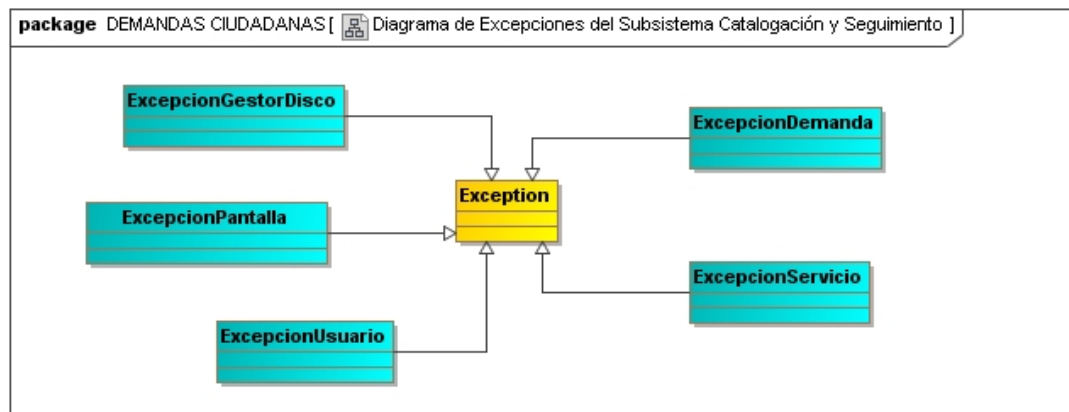 package DEMANDAS CIUDADANAS [ Diagrama de Excepciones del Subsistema Catalogación y Seguimiento ]
ExcepcionGestorDisco
ExcepcionDemanda
Exception
ExcepcionPantalla
ExcepcionServicio
ExcepcionUsuario